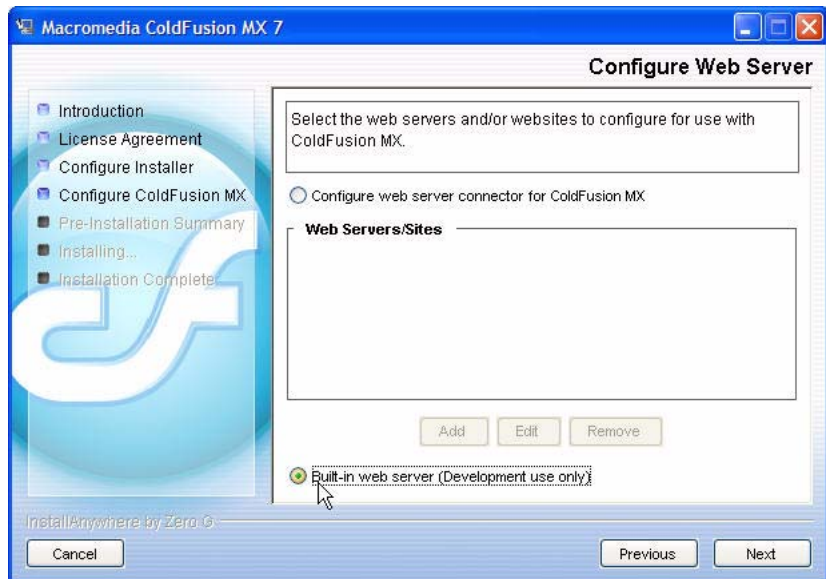 Macromedia ColdFusion MX 7
Configure Web Server
Introduction
License Agreement
Configure Installer
Configure ColdFusion MX
Pre-Installation Summary
Installing...
Installation Complete
Select the web servers and/or websites to configure for use with
ColdFusion MX.
Configure web server connector for ColdFusion MX
Web Servers/Sites
Add Edit Remove
Built-in web server (Development use only)
InstallAnywhere by Zero G
Cancel Previous Next